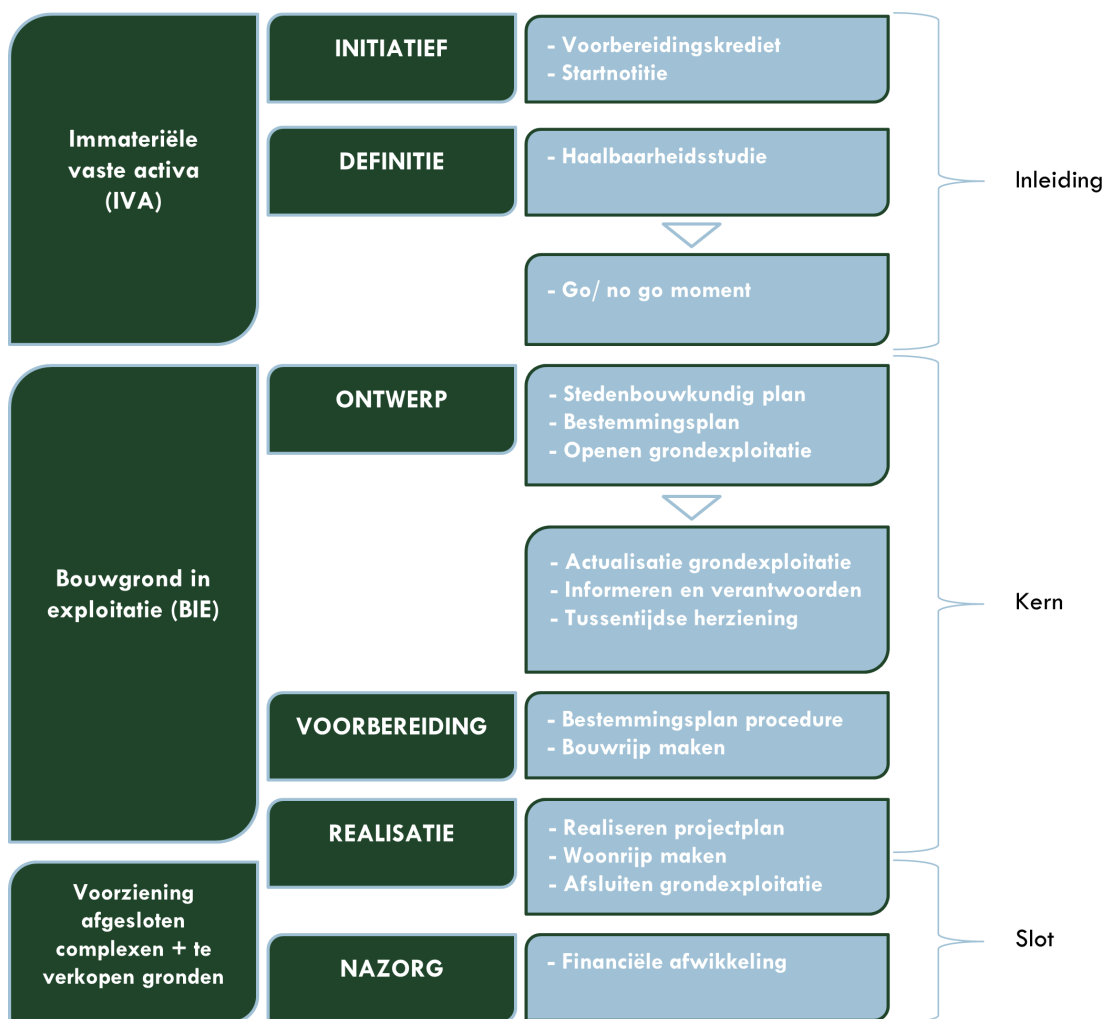 Immateriële
vaste activa
(IVA)
INITIATIEF
- Voorbereidingskrediet
- Startnotitie
DEFINITIE
- Haalbaarheidsstudie
- Go/ no go moment
Inleiding
Bouwgrond in
exploitatie (BIE)
ONTWERP
- Stedenbouwkundig plan
- Bestemmingsplan
- Openen grondexploitatie
- Actualisatie grondexploitatie
- Informeren en verantwoorden
- Tussentijdse herziening
VOORBEREIDING
- Bestemmingsplan procedure
- Bouwrijp maken
Kern
REALISATIE
- Realiseren projectplan
- Woonrijp maken
- Afsluiten grondexploitatie
Voorziening
afgesloten
complexen + te
verkopen gronden
NAZORG
- Financiële afwikkeling
Slot